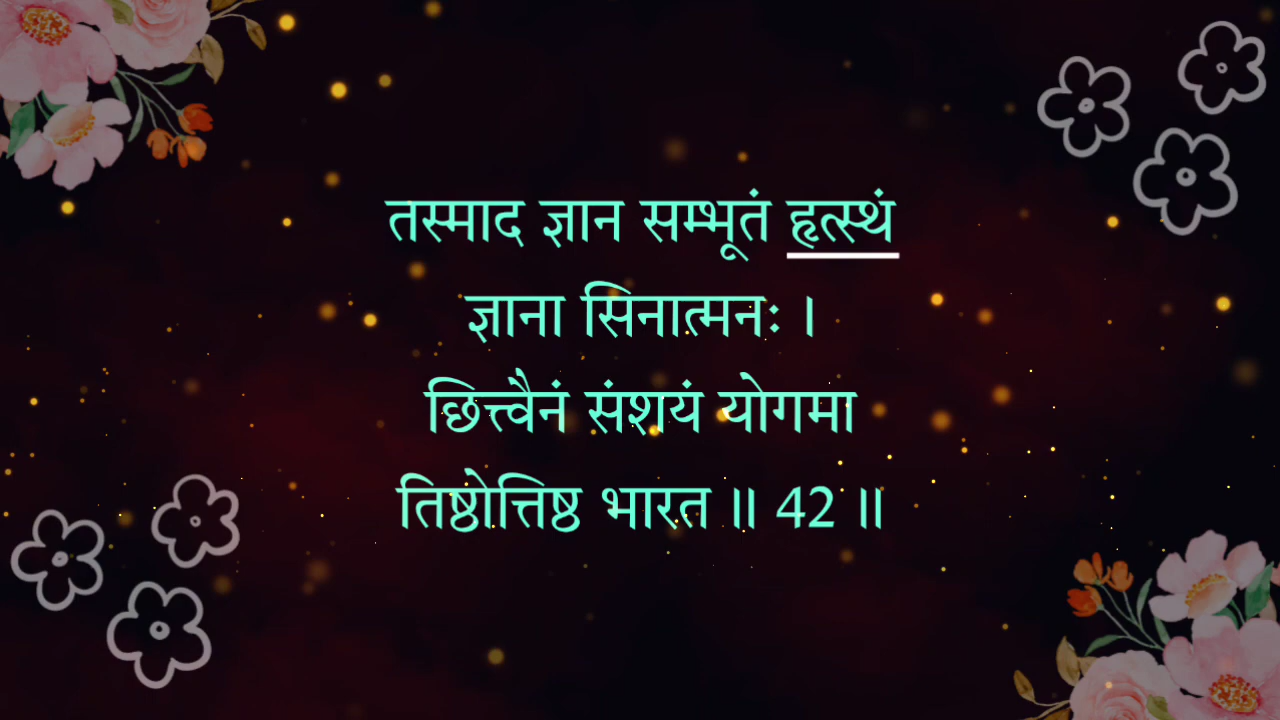 तस्माद ज्ञान सम्भूतं हृत्स्थं
ज्ञाना सिनात्मनः ।
छित्त्वैनं संशयं योगमा
तिष्ठोत्तिष्ठ भारत ॥ 42 ॥